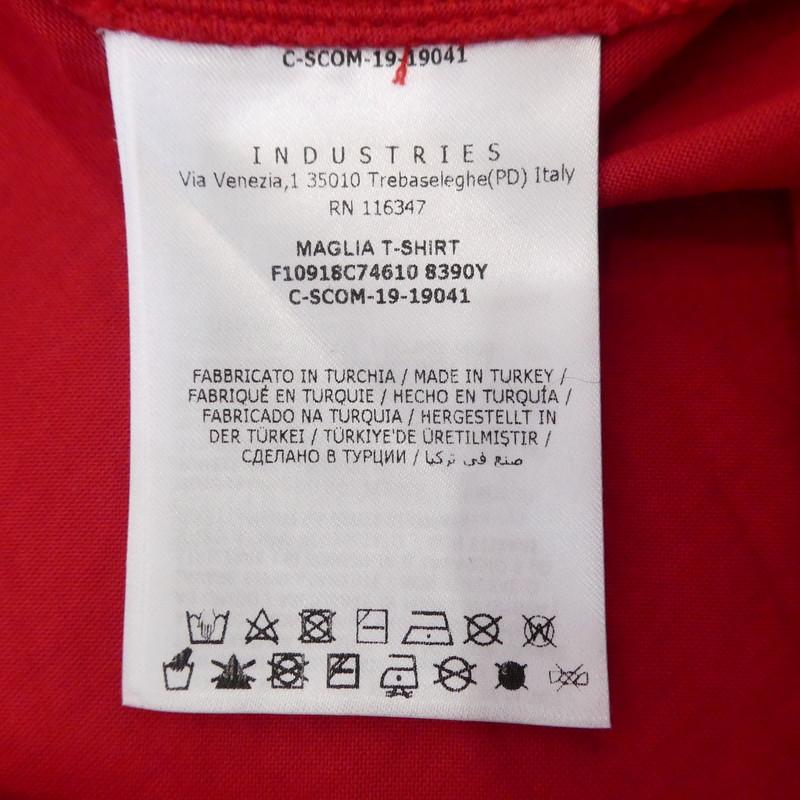 C-SCOM-19-19041
INDUSTRIES
Via Venezia,1 35010 Trebaseleghe(PD) Italy
RN 116347
MAGLIA T-SHIRT
F10918C74610 8390Y
C-SCOM-19-19041
FABBRICATO IN TURCHIA / MADE IN TURKEY /
FABRIQUÉ EN TURQUIE / HECHO EN TURQUÍA /
FABRICADO NA TURQUIA / HERGESTELLT IN
DER TÜRKEI / TÜRKIYE'DE ÜRETILMIŞTIR /
СДЕЛАНО В ТУРЦИИ / صنع في تركيا